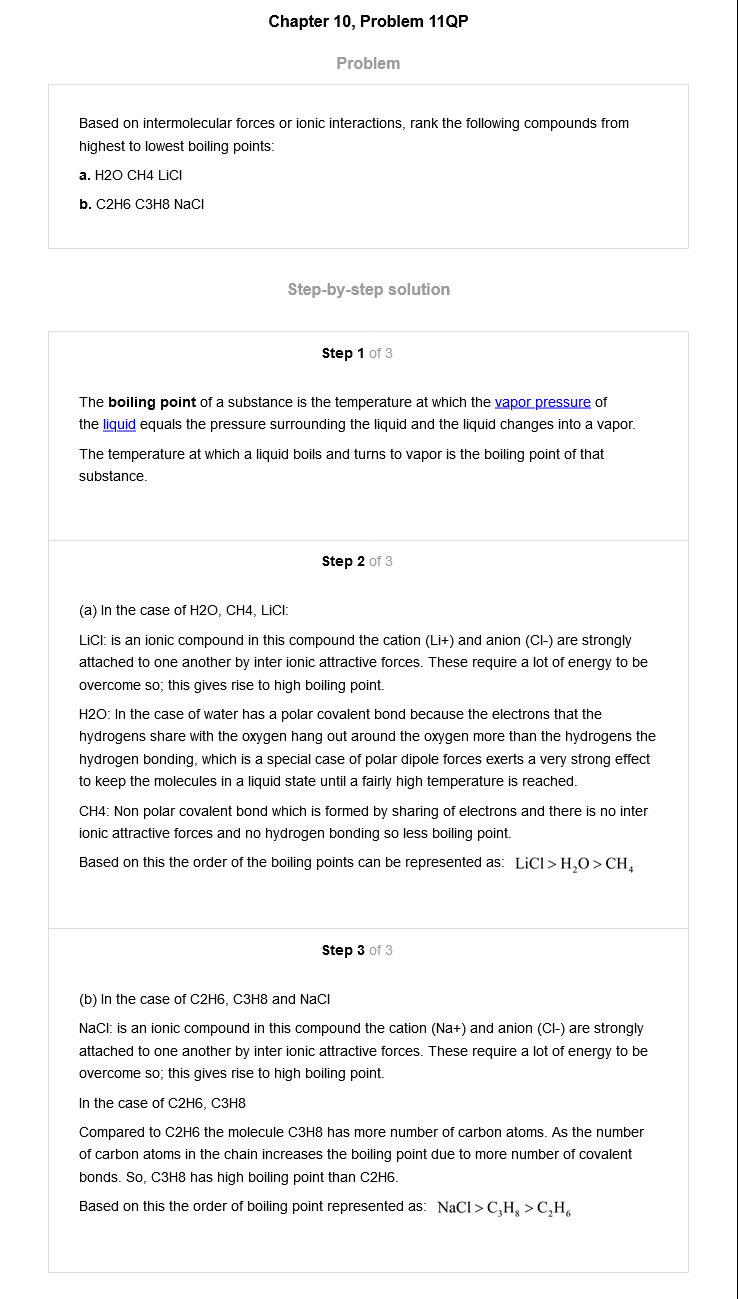 Chapter 10, Problem 11QP
Problem
Based on intermolecular forces or ionic interactions, rank the following compounds from
highest to lowest boiling points:
a. H2O CH4 LiCl
b. C2H6 C3H8 NaCl
Step-by-step solution
Step 1 of 3
The boiling point of a substance is the temperature at which the vapor pressure of
the liquid equals the pressure surrounding the liquid and the liquid changes into a vapor.
The temperature at which a liquid boils and turns to vapor is the boiling point of that
substance.
Step 2 of 3
(a) In the case of H2O, CH4, LiCl:
LiCl: is an ionic compound in this compound the cation (Li+) and anion (Cl-) are strongly
attached to one another by inter ionic attractive forces. These require a lot of energy to be
overcome so; this gives rise to high boiling point.
H2O: In the case of water has a polar covalent bond because the electrons that the
hydrogens share with the oxygen hang out around the oxygen more than the hydrogens the
hydrogen bonding, which is a special case of polar dipole forces exerts a very strong effect
to keep the molecules in a liquid state until a fairly high temperature is reached.
CH4: Non polar covalent bond which is formed by sharing of electrons and there is no inter
ionic attractive forces and no hydrogen bonding so less boiling point.
Based on this the order of the boiling points can be represented as: LiCl > H₂O > CH₄
Step 3 of 3
(b) In the case of C2H6, C3H8 and NaCl
NaCl: is an ionic compound in this compound the cation (Na+) and anion (Cl-) are strongly
attached to one another by inter ionic attractive forces. These require a lot of energy to be
overcome so; this gives rise to high boiling point.
In the case of C2H6, C3H8
Compared to C2H6 the molecule C3H8 has more number of carbon atoms. As the number
of carbon atoms in the chain increases the boiling point due to more number of covalent
bonds. So, C3H8 has high boiling point than C2H6.
Based on this the order of boiling point represented as: NaCl > C₃H₈ > C₂H₆